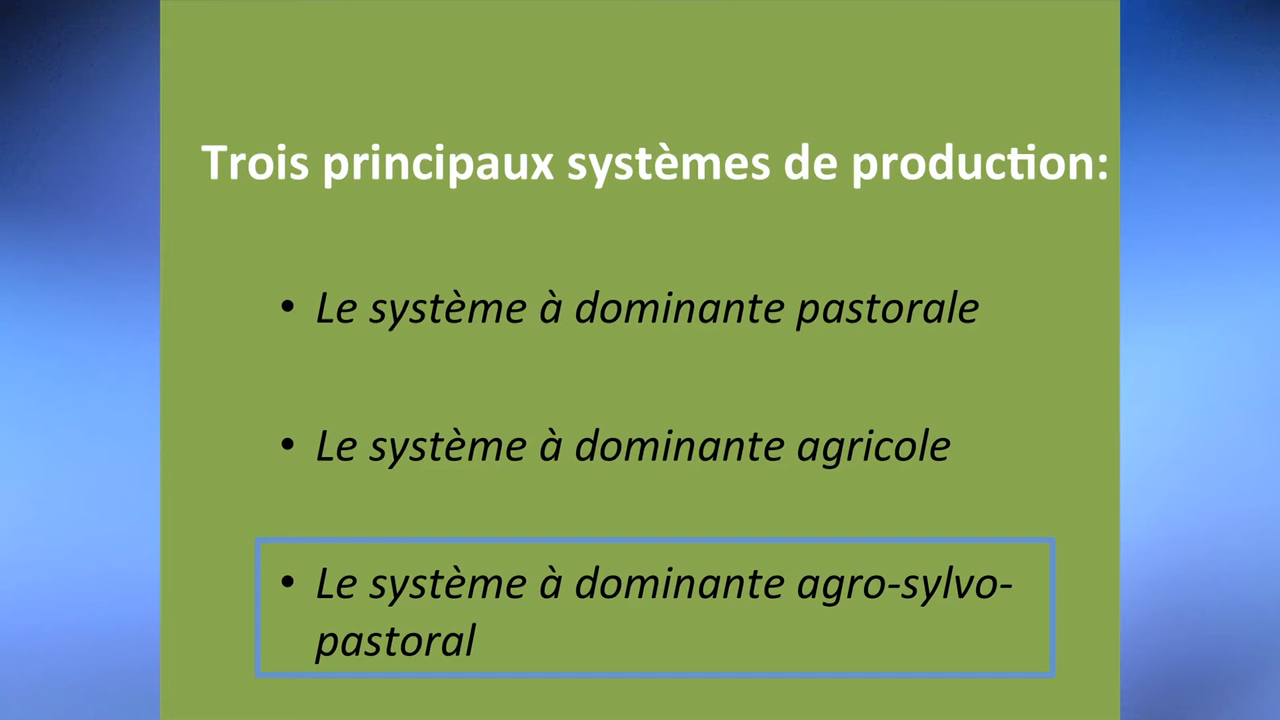 Trois principaux systèmes de production:
• Le système à dominante pastorale
• Le système à dominante agricole
• Le système à dominante agro-sylvo-
pastoral